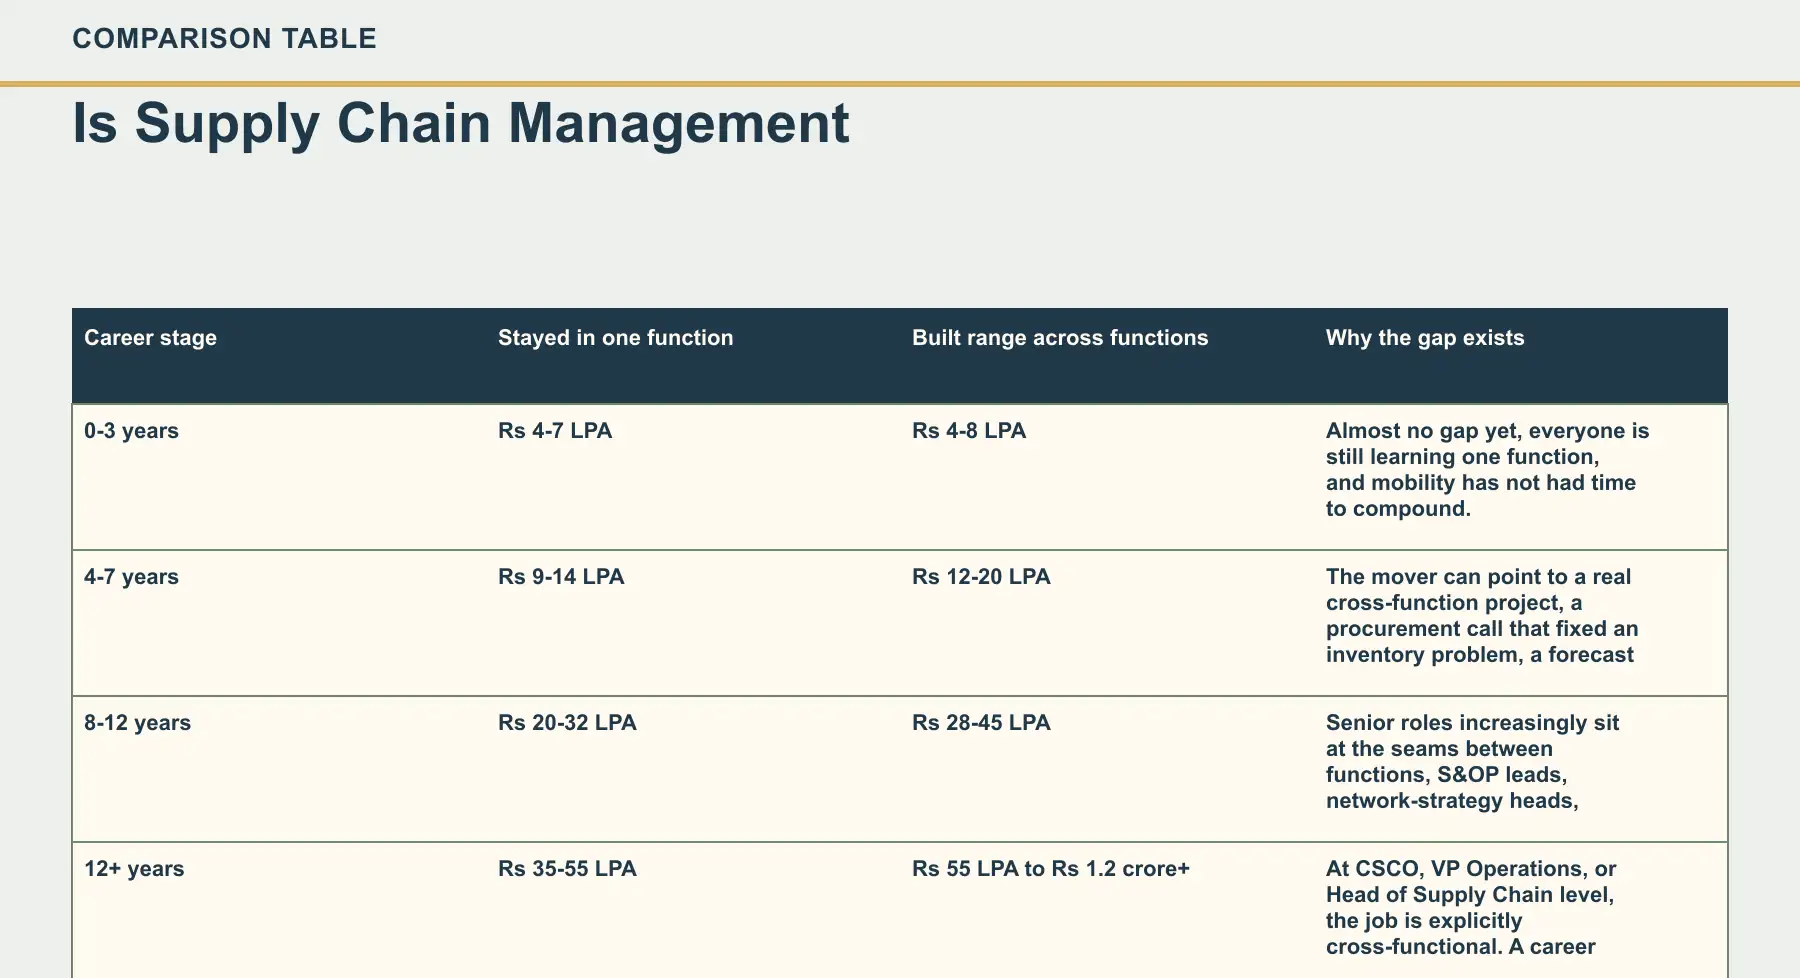 COMPARISON TABLE
Is Supply Chain Management
Career stage
Stayed in one function
Built range across functions
Why the gap exists
0-3 years
Rs 4-7 LPA
Rs 4-8 LPA
Almost no gap yet, everyone is
still learning one function,
and mobility has not had time
to compound.
4-7 years
Rs 9-14 LPA
Rs 12-20 LPA
The mover can point to a real
cross-function project, a
procurement call that fixed an
inventory problem, a forecast
8-12 years
Rs 20-32 LPA
Rs 28-45 LPA
Senior roles increasingly sit
at the seams between
functions, S&OP leads,
network-strategy heads,
12+ years
Rs 35-55 LPA
Rs 55 LPA to Rs 1.2 crore+
At CSCO, VP Operations, or
Head of Supply Chain level,
the job is explicitly
cross-functional. A career